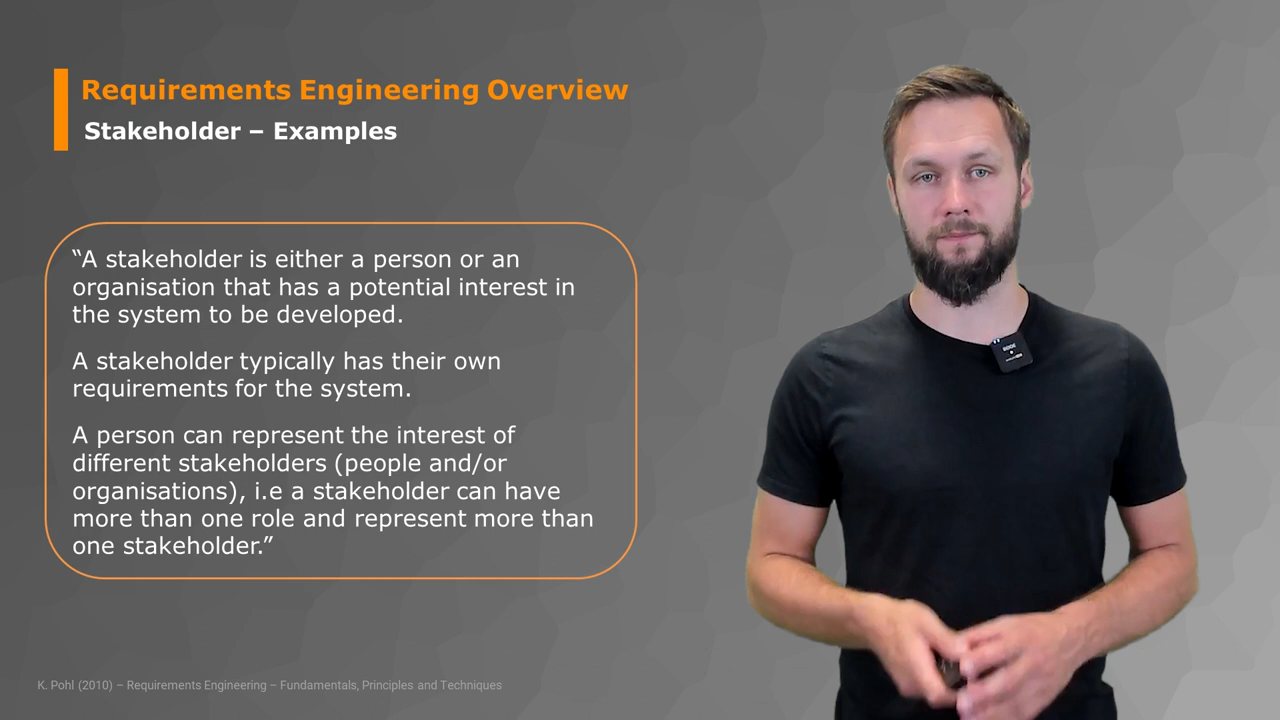 Requirements Engineering Overview
Stakeholder – Examples
“A stakeholder is either a person or an
organisation that has a potential interest in
the system to be developed.
A stakeholder typically has their own
requirements for the system.
A person can represent the interest of
different stakeholders (people and/or
organisations), i.e a stakeholder can have
more than one role and represent more than
one stakeholder.”
K. Pohl (2010) – Requirements Engineering – Fundamentals, Principles and Techniques